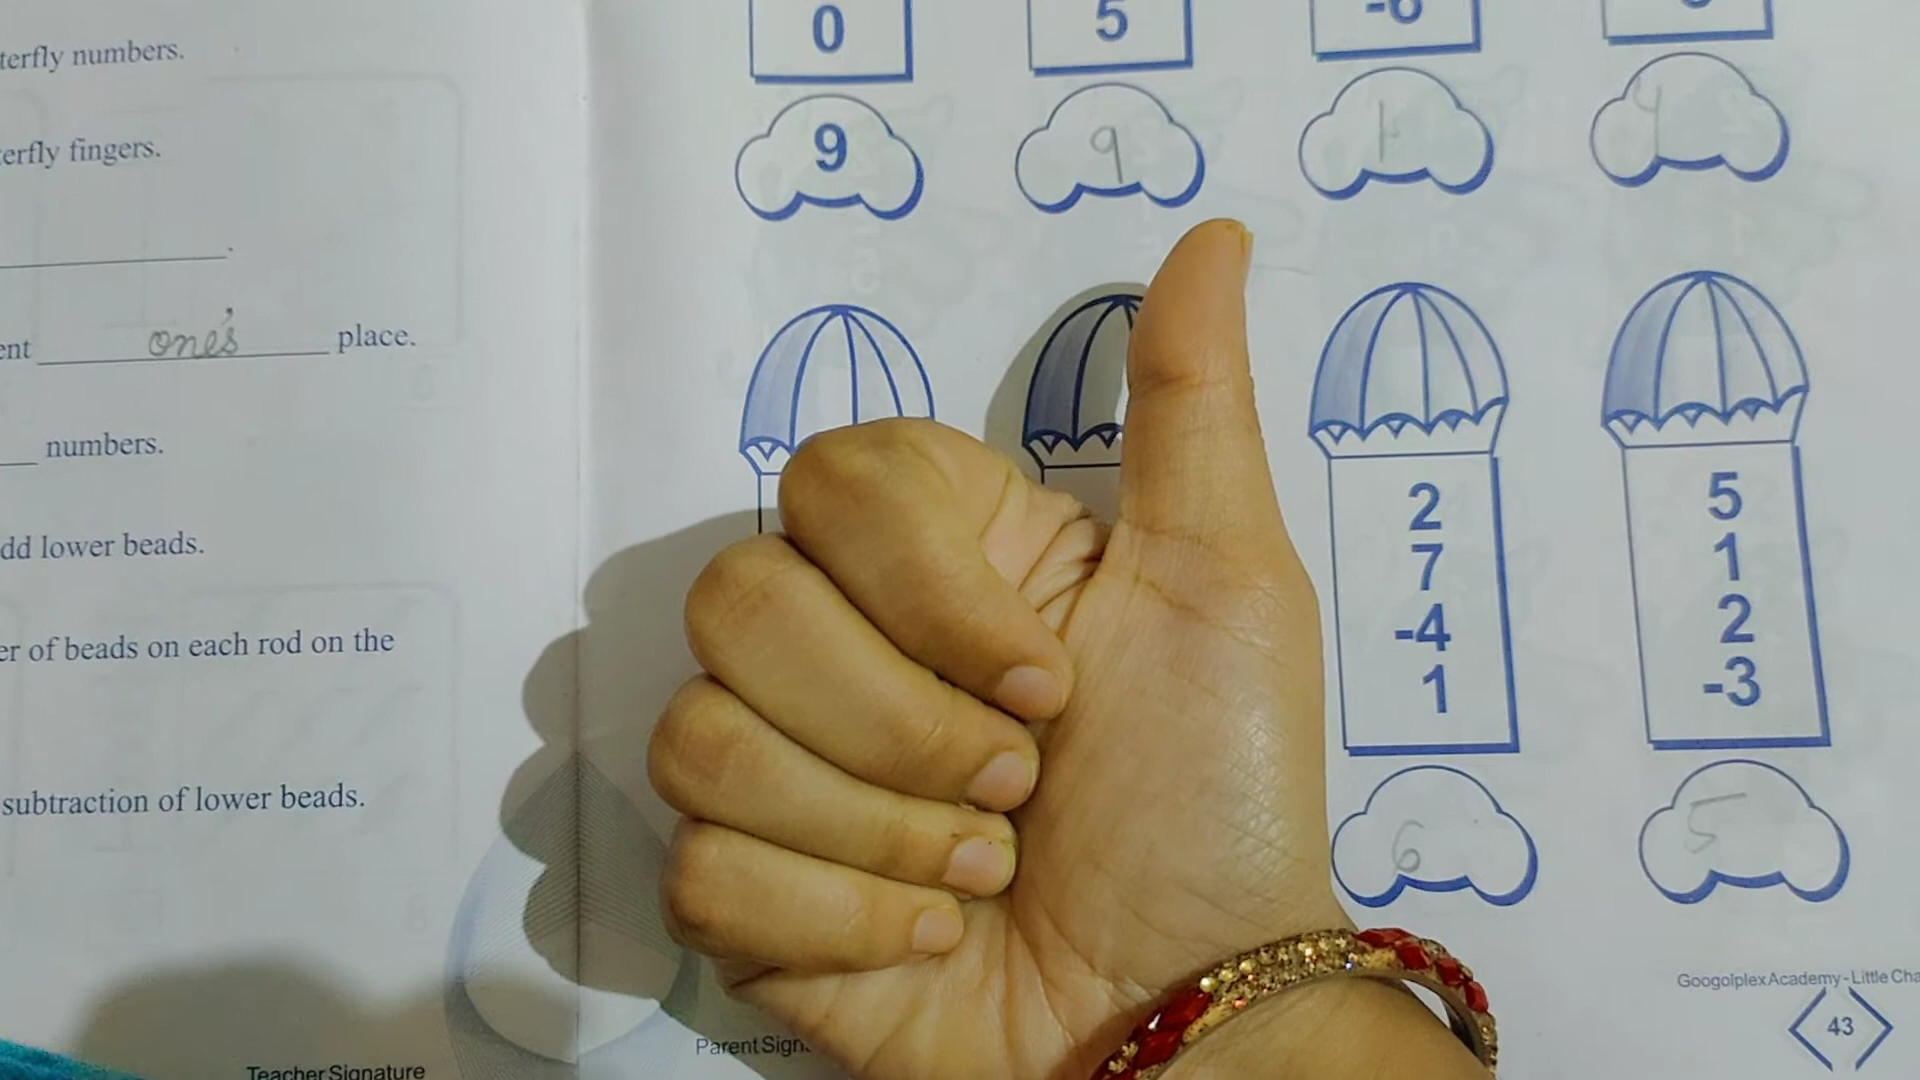 terfly numbers.
erfly fingers.
.
ent one's place.
numbers.
dd lower beads.
er of beads on each rod on the
subtraction of lower beads.
Teacher Signature
0
5
-6
9
9
1
2
7
-4
1
6
5
1
2
-3
5
Parent Sign
Googolplex Academy - Little Cha
43